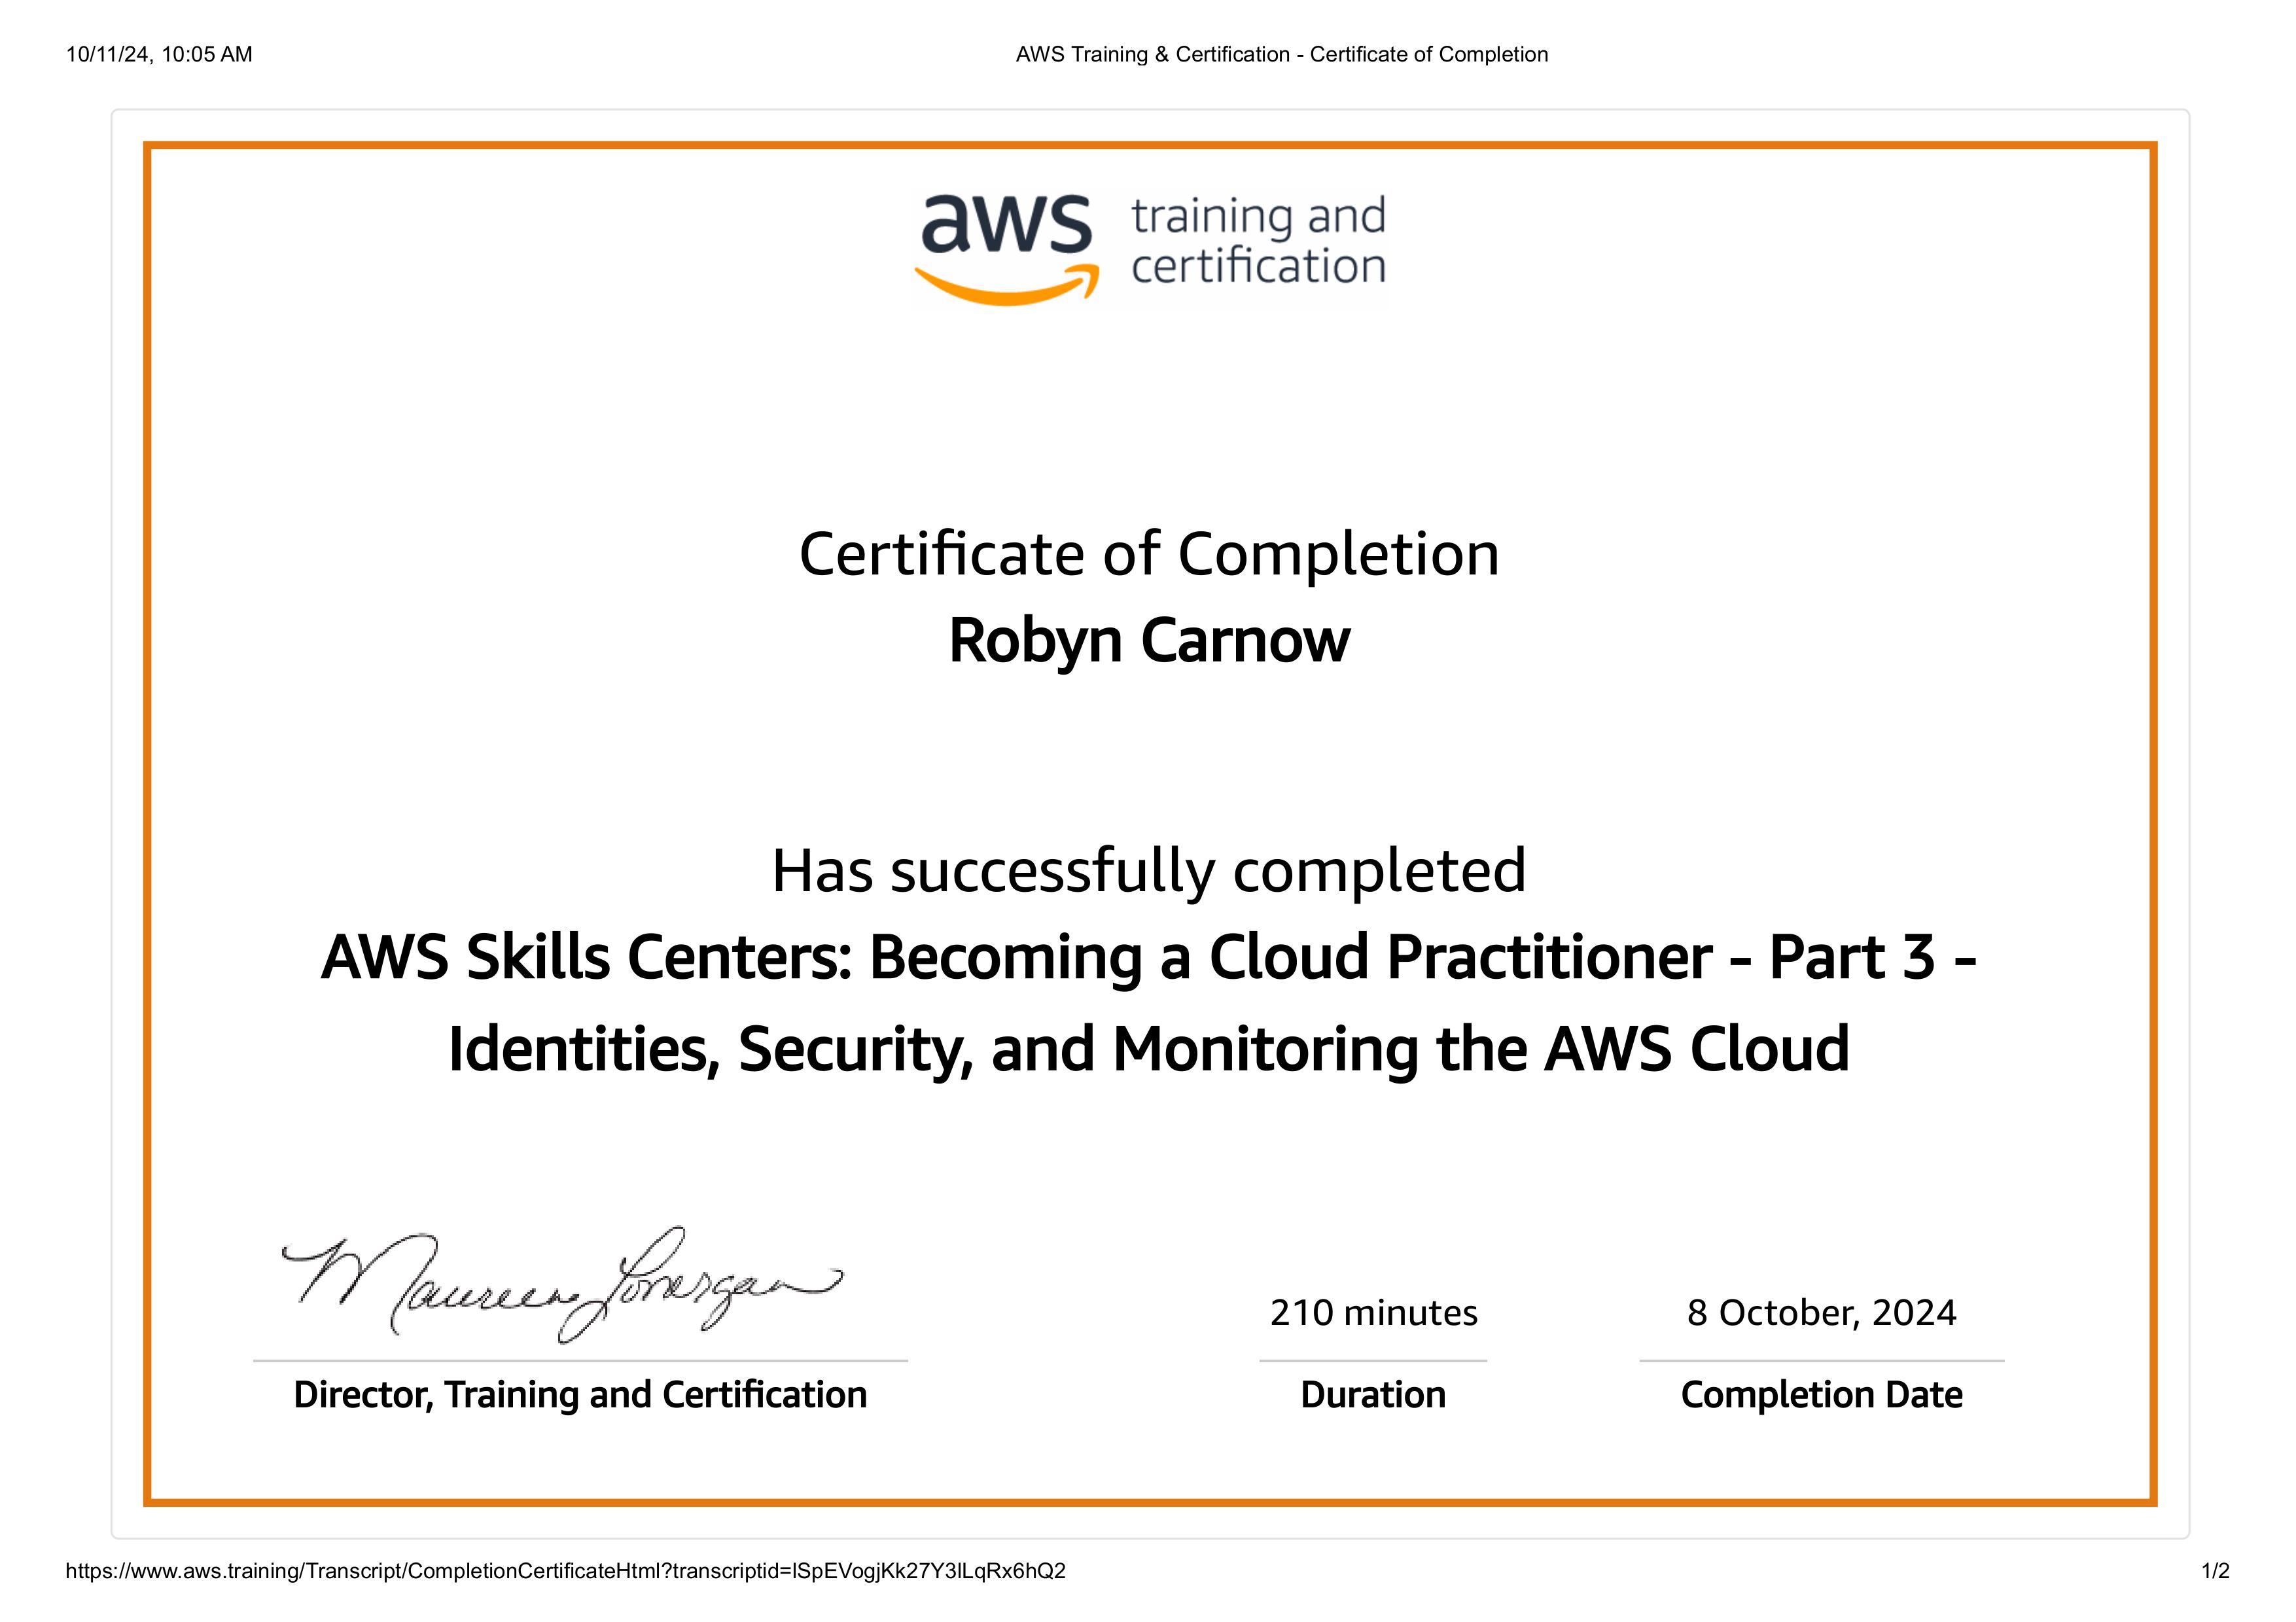 10/11/24, 10:05 AM
AWS Training & Certification - Certificate of Completion
aws training and
certification
Certificate of Completion
Robyn Carnow
Has successfully completed
AWS Skills Centers: Becoming a Cloud Practitioner - Part 3 -
Identities, Security, and Monitoring the AWS Cloud
Maureen Lonergan
210 minutes
8 October, 2024
Director, Training and Certification
Duration
Completion Date
https://www.aws.training/Transcript/CompletionCertificateHtml?transcriptid=lSpEVogjKk27Y3lLqRx6hQ2
1/2